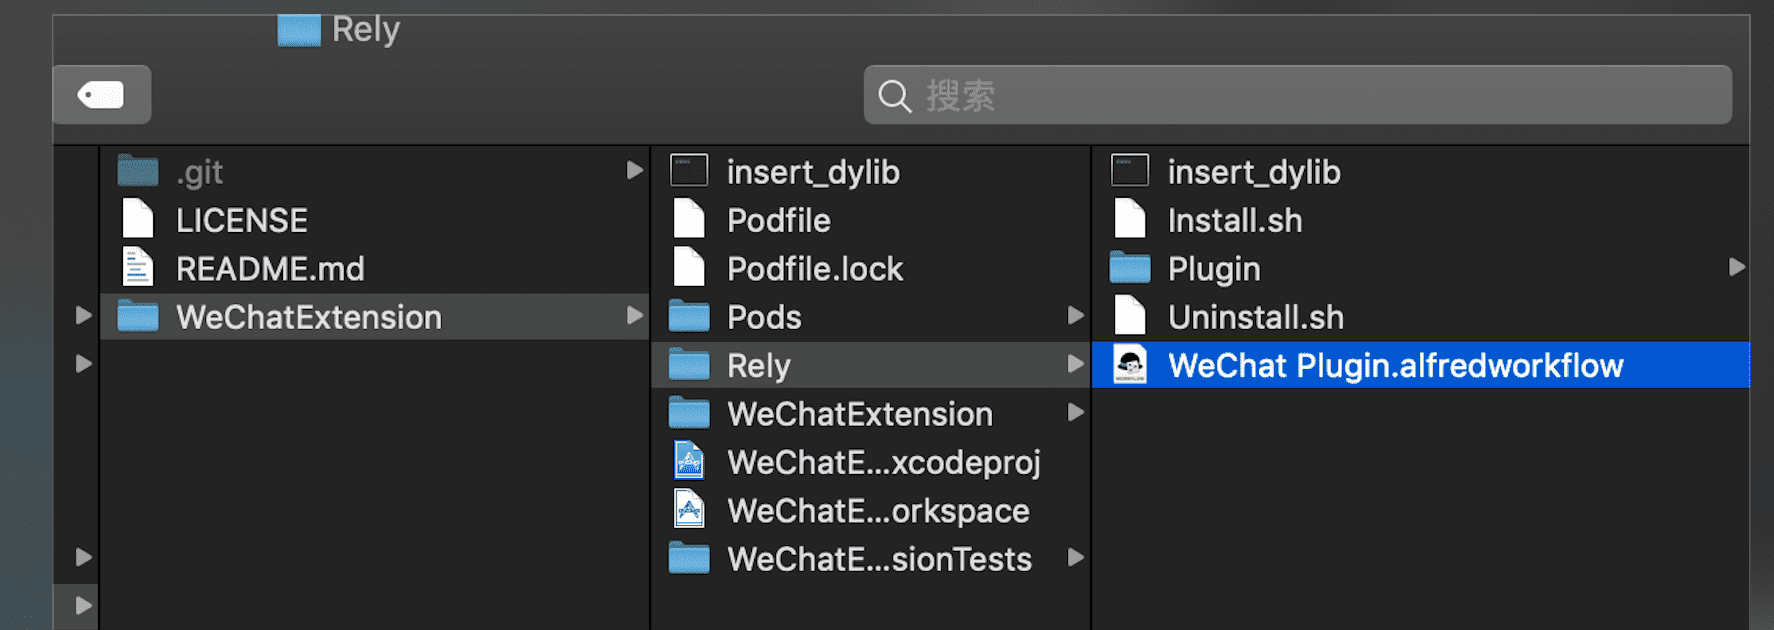 Rely
搜索
.git
LICENSE
README.md
WeChatExtension
insert_dylib
Podfile
Podfile.lock
Pods
Rely
WeChatExtension
WeChatE...xcodeproj
WeChatE...orkspace
WeChatE...sionTests
insert_dylib
Install.sh
Plugin
Uninstall.sh
WeChat Plugin.alfredworkflow